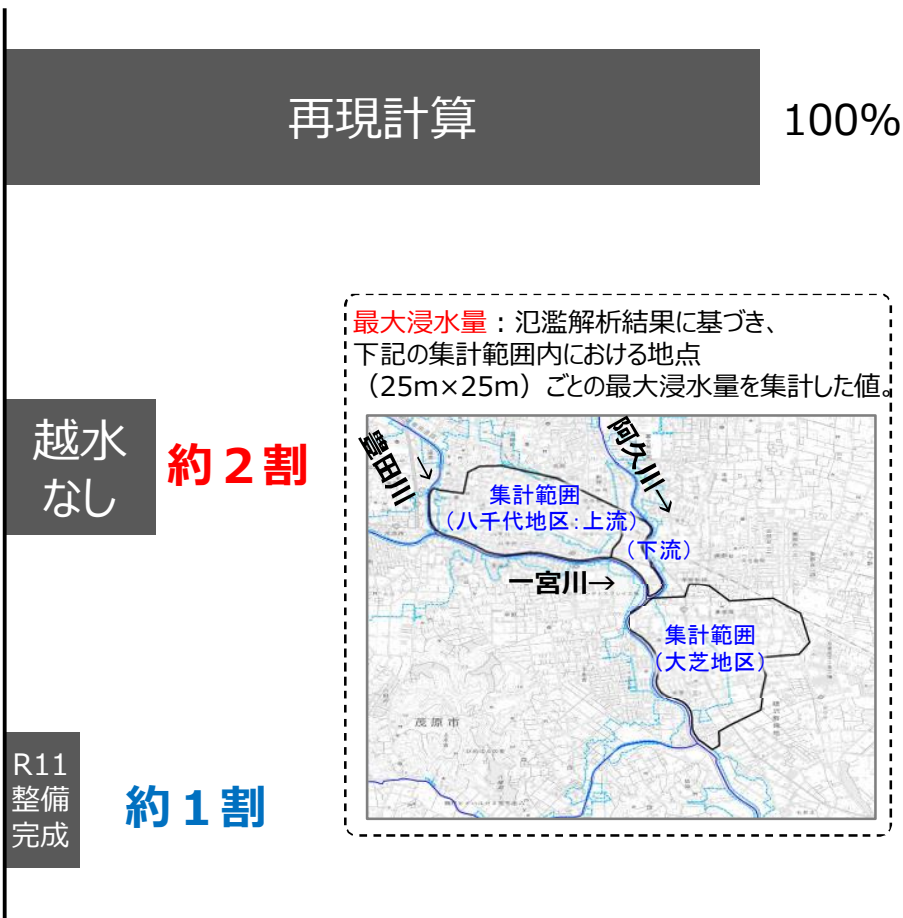 再現計算
100%
最大浸水量：氾濫解析結果に基づき、
下記の集計範囲内における地点
（25m×25m）ごとの最大浸水量を集計した値。
越水
なし
約２割
豊田川→
阿久川→
集計範囲
（八千代地区：上流）
（下流）
一宮川→
集計範囲
（大芝地区）
茂原市
R11
整備
完成
約１割